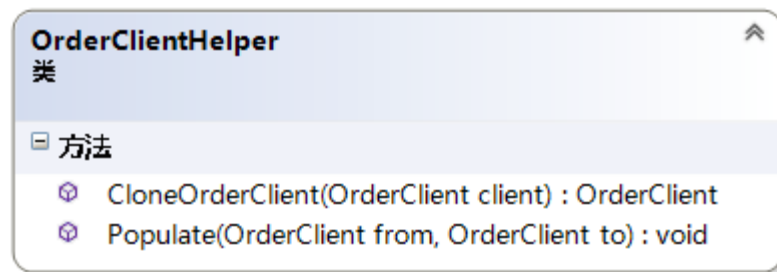 OrderClientHelper
类
方法
CloneOrderClient(OrderClient client) : OrderClient
Populate(OrderClient from, OrderClient to) : void